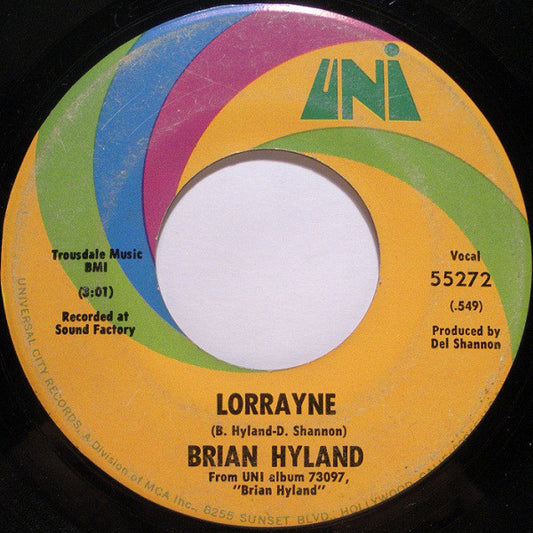 UNI
Trousdale Music
BMI
(3:01)
Recorded at
Sound Factory
Vocal
55272
(.549)
Produced by
Del Shannon
LORRAYNE
(B. Hyland-D. Shannon)
BRIAN HYLAND
From UNI album 73097,
"Brian Hyland"
UNIVERSAL CITY RECORDS, a Division of MCA Inc., 8255 SUNSET BLVD., HOLLYWOOD,